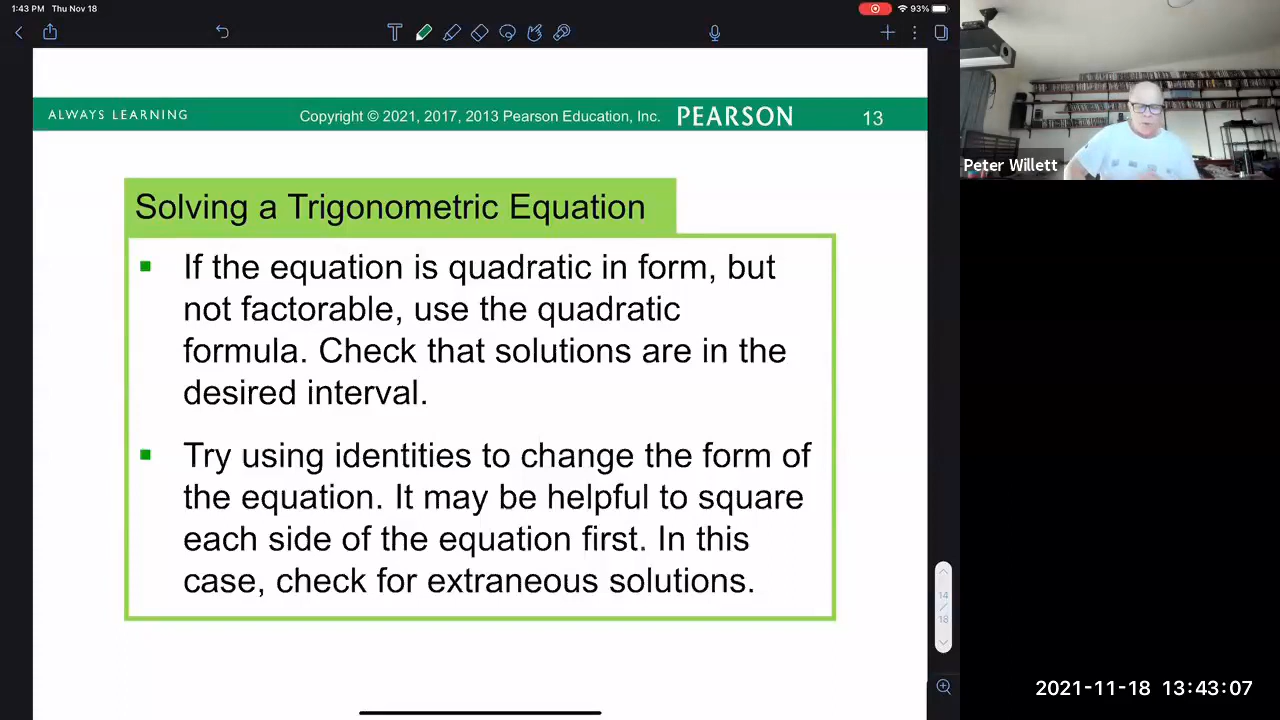 1:43 PM Thu Nov 18
93%
T
ALWAYS LEARNING
Copyright © 2021, 2017, 2013 Pearson Education, Inc.
PEARSON
13
Peter Willett
Solving a Trigonometric Equation
▪ If the equation is quadratic in form, but
not factorable, use the quadratic
formula. Check that solutions are in the
desired interval.
▪ Try using identities to change the form of
the equation. It may be helpful to square
each side of the equation first. In this
case, check for extraneous solutions.
14
/
18
2021-11-18 13:43:07